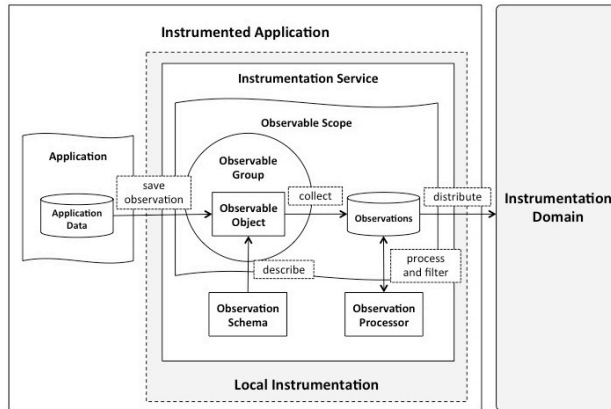 Instrumented Application
Instrumentation Service
Observable Scope
Application
Observable
Group
save
observation
collect
distribute
Application
Data
Observable
Object
Observations
Instrumentation
Domain
describe
process
and filter
Observation
Schema
Observation
Processor
Local Instrumentation